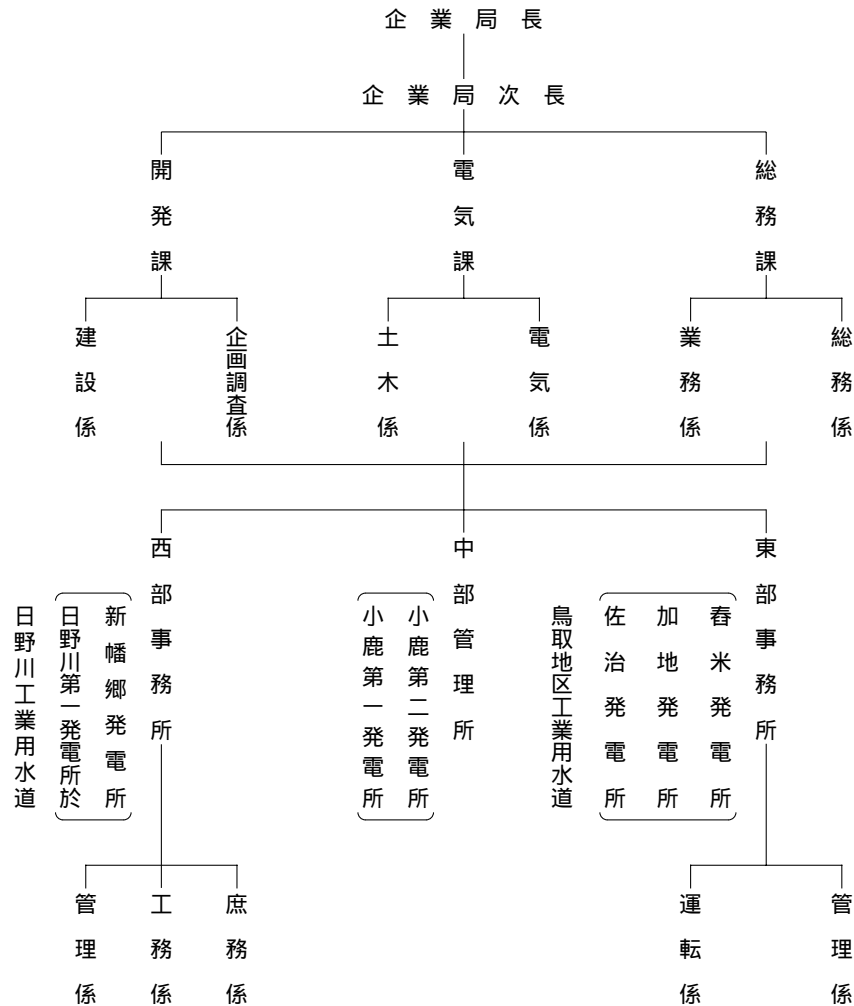 企業局長
企業局次長
総務課
電気課
開発課
総務係
業務係
電気係
土木係
企画調査係
建設係
東部事務所
舂米発電所
加地発電所
佐治発電所
鳥取地区工業用水道
中部管理所
小鹿第二発電所
小鹿第一発電所
西部事務所
新幡郷発電所
日野川第一発電所於
日野川工業用水道
管理係
運転係
庶務係
工務係
管理係